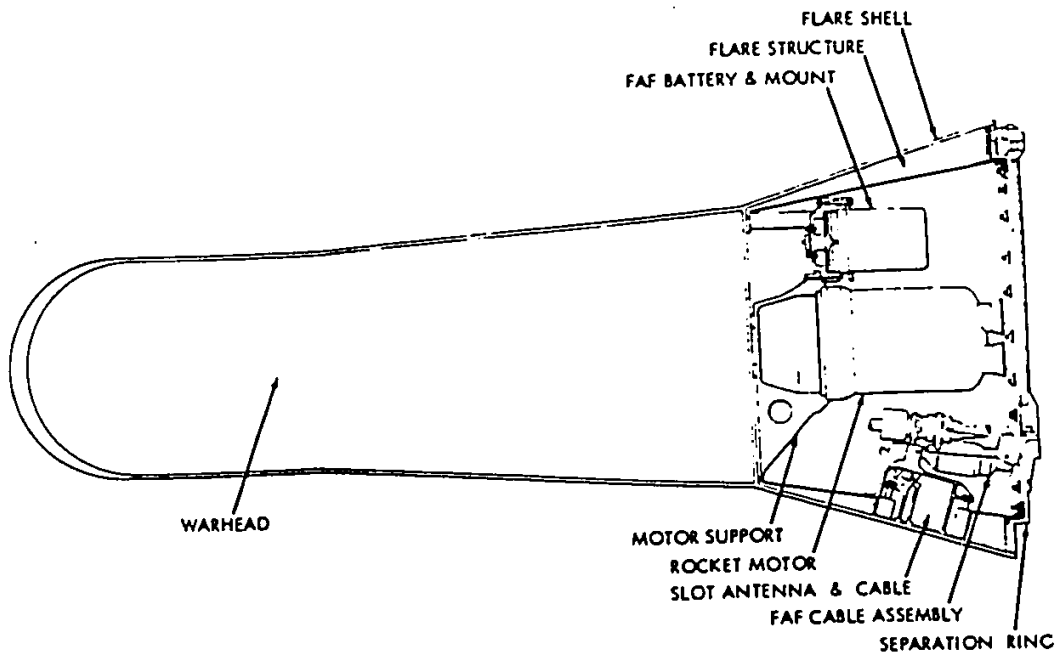 FLARE SHELL
FLARE STRUCTURE
FAF BATTERY & MOUNT
WARHEAD
MOTOR SUPPORT
ROCKET MOTOR
SLOT ANTENNA & CABLE
FAF CABLE ASSEMBLY
SEPARATION RING